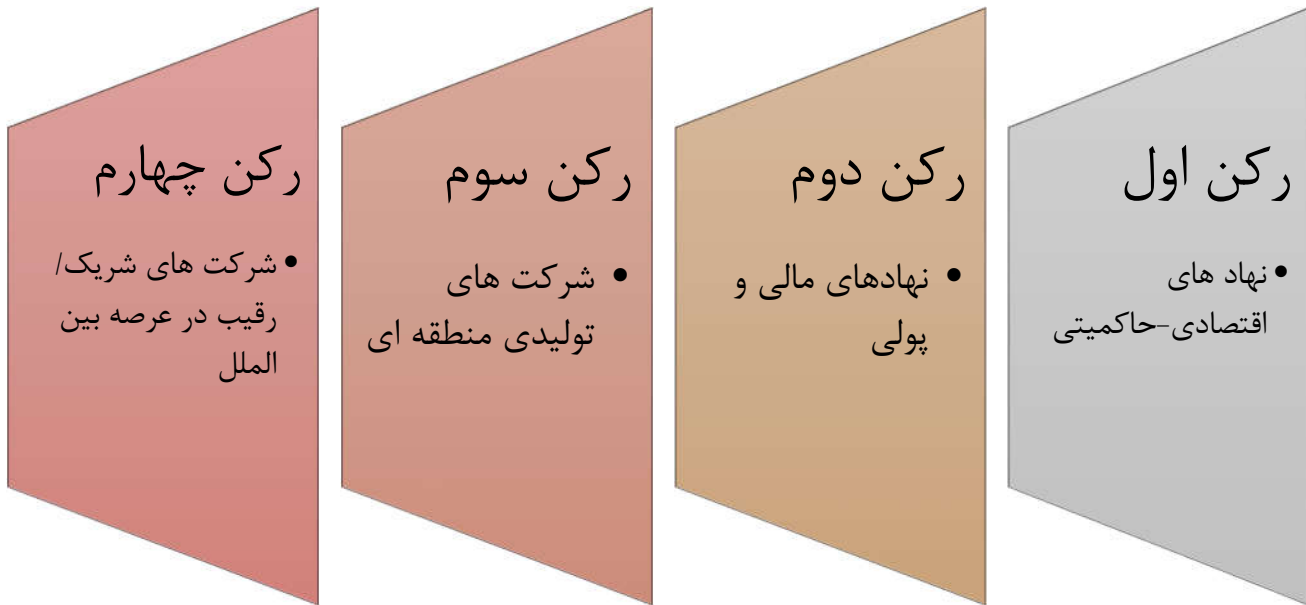 رکن اول
• نهاد های
اقتصادی-حاکمیتی
رکن دوم
• نهادهای مالی و
پولی
رکن سوم
• شرکت های
تولیدی منطقه ای
رکن چهارم
• شرکت های شریک/
رقیب در عرصه بین
الملل